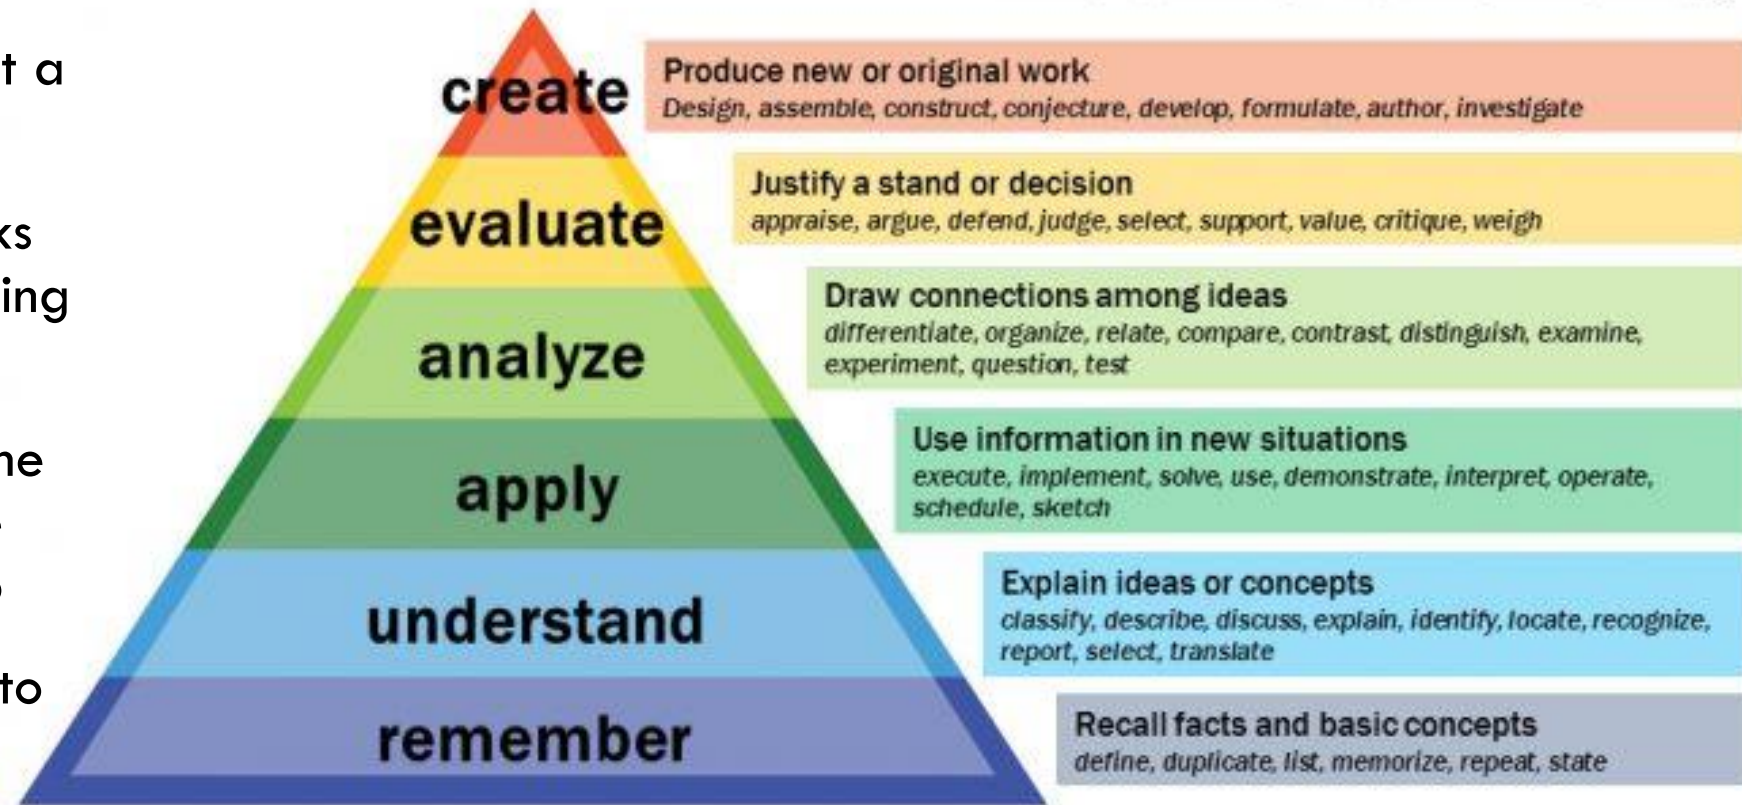 t a
ks
ing
ne
to
create
Produce new or original work
Design, assemble, construct, conjecture, develop, formulate, author, investigate
evaluate
Justify a stand or decision
appraise, argue, defend, judge, select, support, value, critique, weigh
analyze
Draw connections among ideas
differentiate, organize, relate, compare, contrast, distinguish, examine,
experiment, question, test
apply
Use information in new situations
execute, implement, solve, use, demonstrate, interpret, operate,
schedule, sketch
understand
Explain ideas or concepts
classify, describe, discuss, explain, identify, locate, recognize,
report, select, translate
remember
Recall facts and basic concepts
define, duplicate, list, memorize, repeat, state